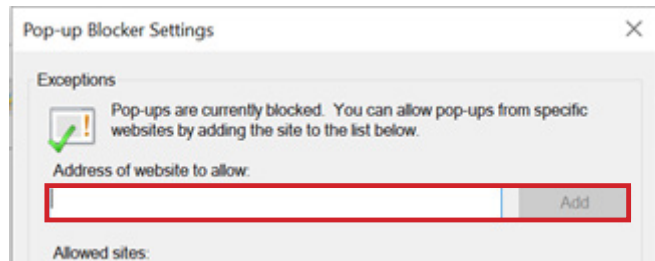 Pop-up Blocker Settings
Exceptions
Pop-ups are currently blocked. You can allow pop-ups from specific
websites by adding the site to the list below.
Address of website to allow:
Add
Allowed sites: